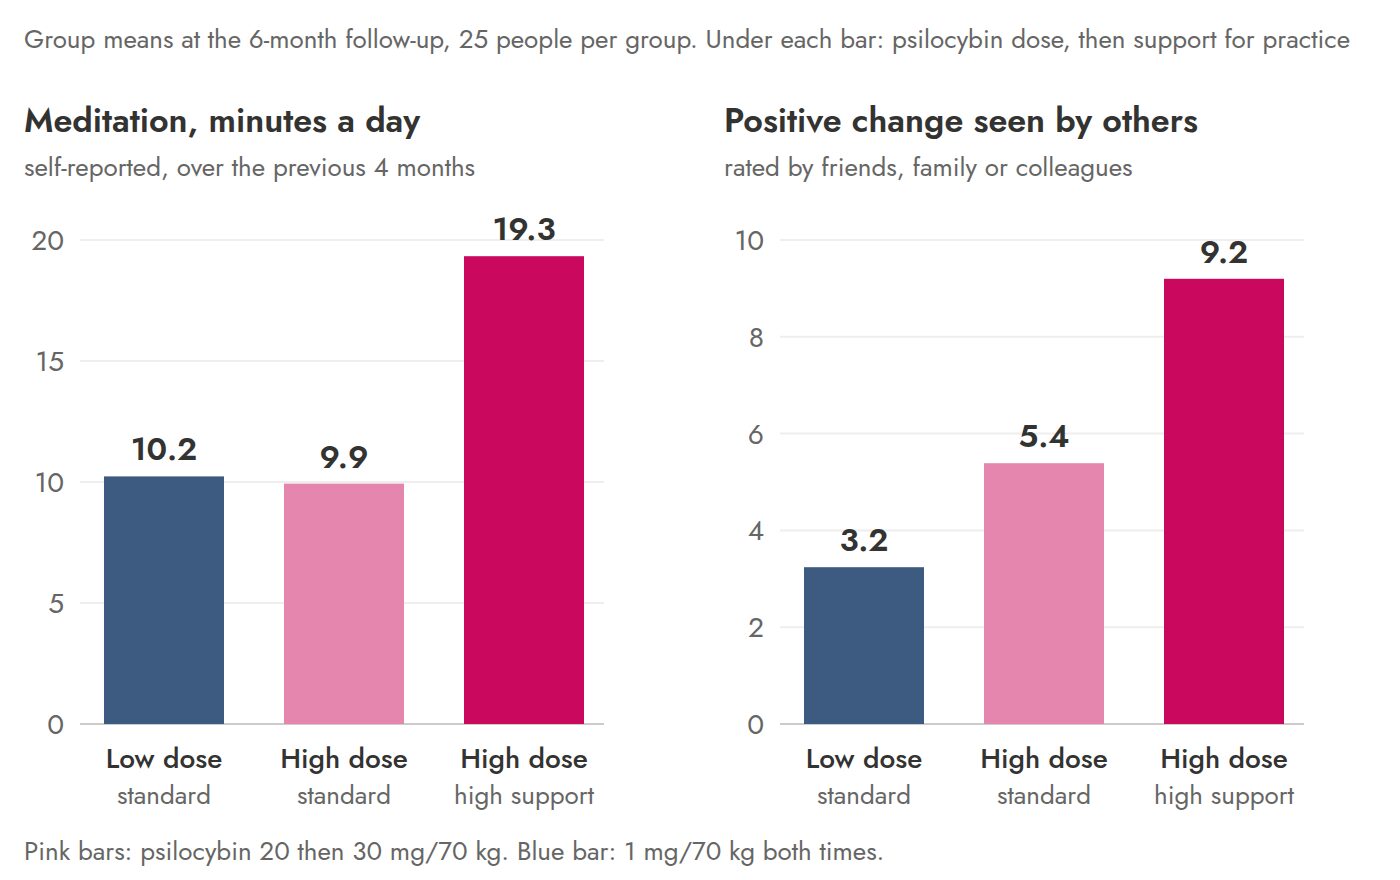 Group means at the 6-month follow-up, 25 people per group. Under each bar: psilocybin dose, then support for practice
Meditation, minutes a day
self-reported, over the previous 4 months
20
15
10
5
0
10.2
9.9
19.3
Low dose
standard
High dose
standard
High dose
high support
Positive change seen by others
rated by friends, family or colleagues
10
8
6
4
2
0
3.2
5.4
9.2
Low dose
standard
High dose
standard
High dose
high support
Pink bars: psilocybin 20 then 30 mg/70 kg. Blue bar: 1 mg/70 kg both times.